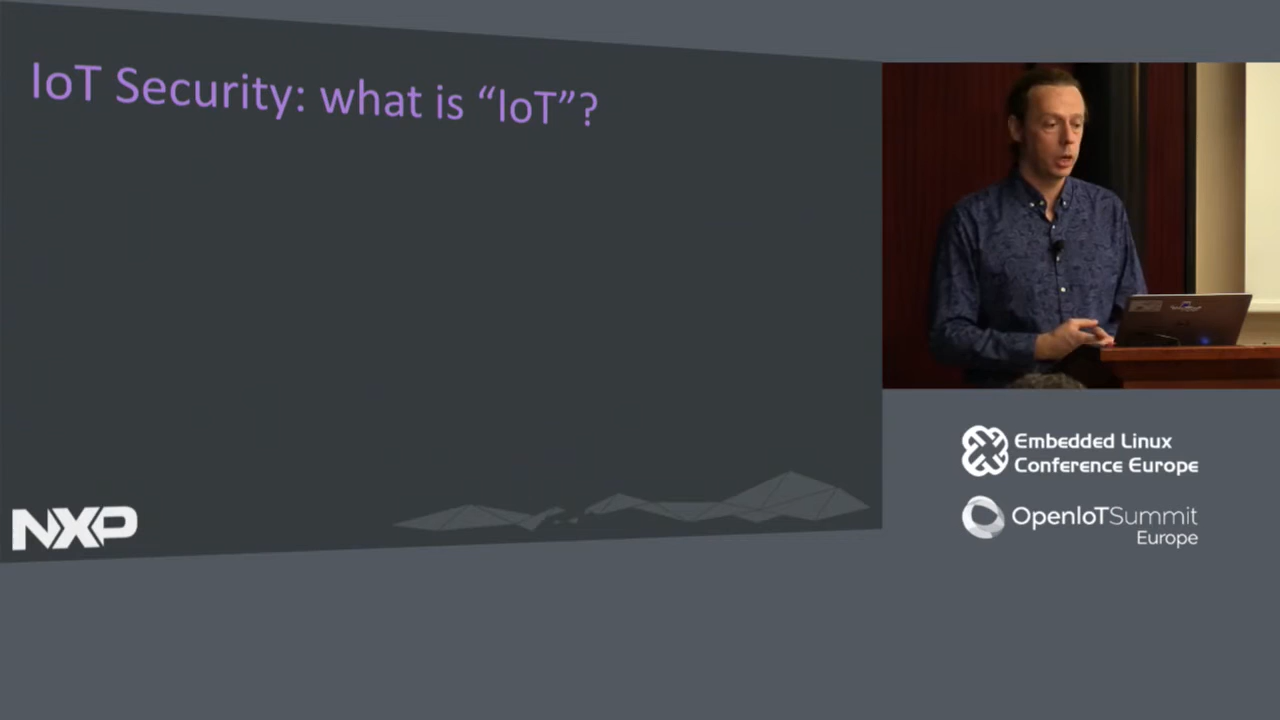 IoT Security: what is “IoT”?
NXP
Embedded Linux
Conference Europe
OpenIoTSummit
Europe